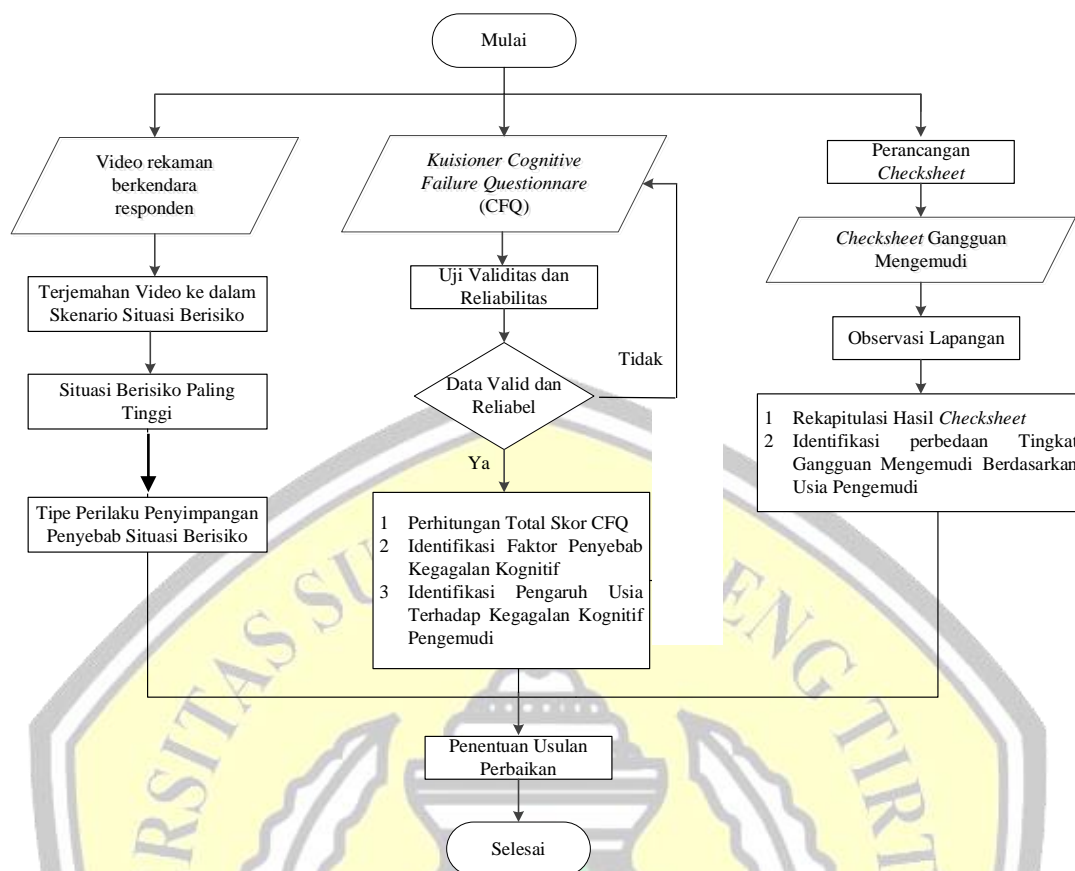 Mulai
Video rekaman
berkendara
responden
Terjemahan Video ke dalam
Skenario Situasi Berisiko
Situasi Berisiko Paling
Tinggi
Tipe Perilaku Penyimpangan
Penyebab Situasi Berisiko
Kuisioner Cognitive
Failure Questionnare
(CFQ)
Uji Validitas dan
Reliabilitas
Data Valid dan
Reliabel
Tidak
Ya
1 Perhitungan Total Skor CFQ
2 Identifikasi Faktor Penyebab
Kegagalan Kognitif
3 Identifikasi Pengaruh Usia
Terhadap Kegagalan Kognitif
Pengemudi
Perancangan
Checksheet
Checksheet Gangguan
Mengemudi
Observasi Lapangan
1 Rekapitulasi Hasil Checksheet
2 Identifikasi perbedaan Tingkat
Gangguan Mengemudi Berdasarkan
Usia Pengemudi
Penentuan Usulan
Perbaikan
Selesai
RSITAS SU
ENG TIRT